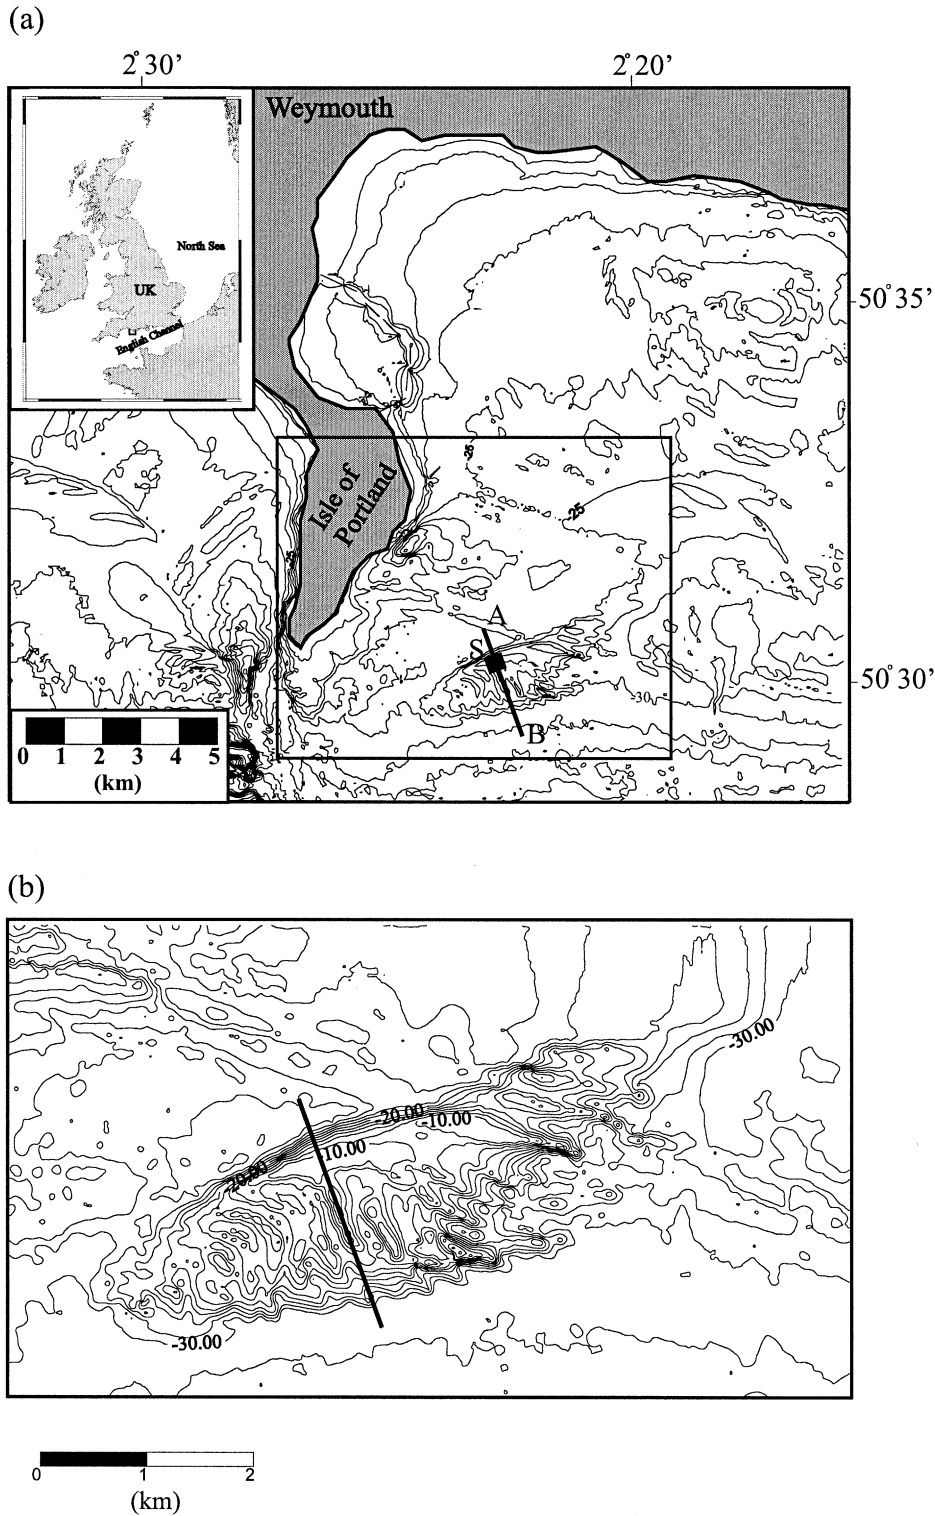 (a)
2°30' 2°20'
Weymouth
North Sea
UK
English Channel
50°35'
Isle of
Portland
-25
-25
-25
A
S
50°30'
-30
B
0 1 2 3 4 5
(km)
(b)
-30.00
-20.00
-10.00
-10.00
-20.00
-30.00
0 1 2
(km)